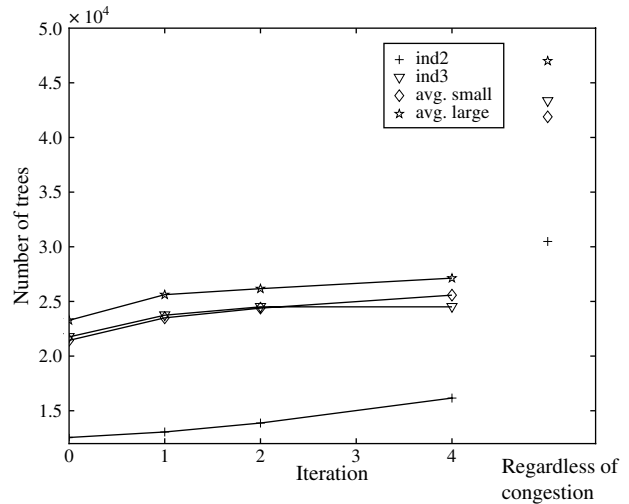 × 10⁴
5.0
4.5
4.0
3.5
3.0
2.5
2.0
1.5
Number of trees
ind2
ind3
avg. small
avg. large
0
1
2
3
4
Iteration
Regardless of
congestion